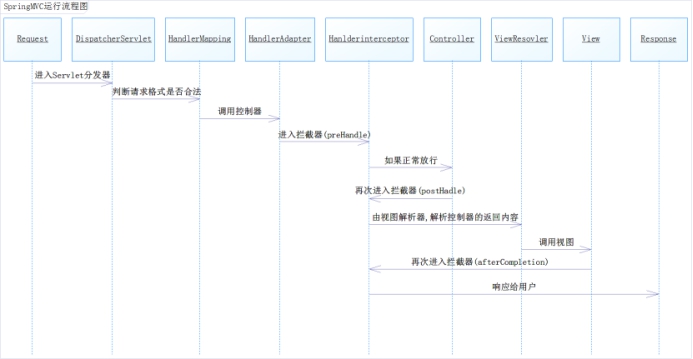 SpringMVC运行流程图
Request DispatcherServlet HandlerMapping HandlerAdapter Hanlderinterceptor Controller ViewResovler View Response
进入Servlet分发器
判断请求格式是否合法
调用控制器
进入拦截器(preHandle)
如果正常放行
再次进入拦截器(postHadle)
由视图解析器,解析控制器的返回内容
调用视图
再次进入拦截器(afterCompletion)
响应给用户